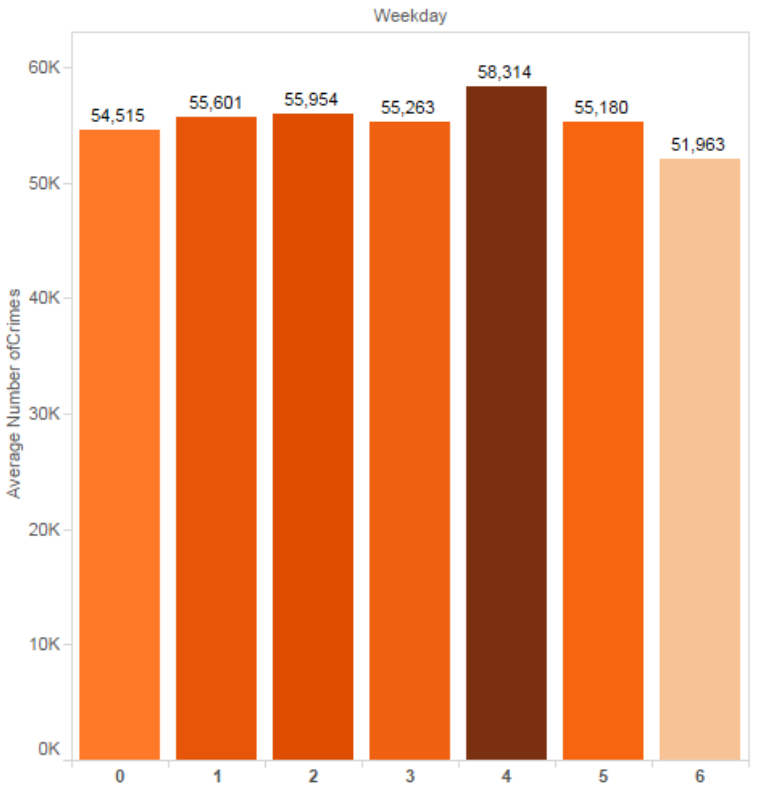 Weekday
Average Number ofCrimes
60K
50K
40K
30K
20K
10K
0K
54,515
55,601
55,954
55,263
58,314
55,180
51,963
0 1 2 3 4 5 6